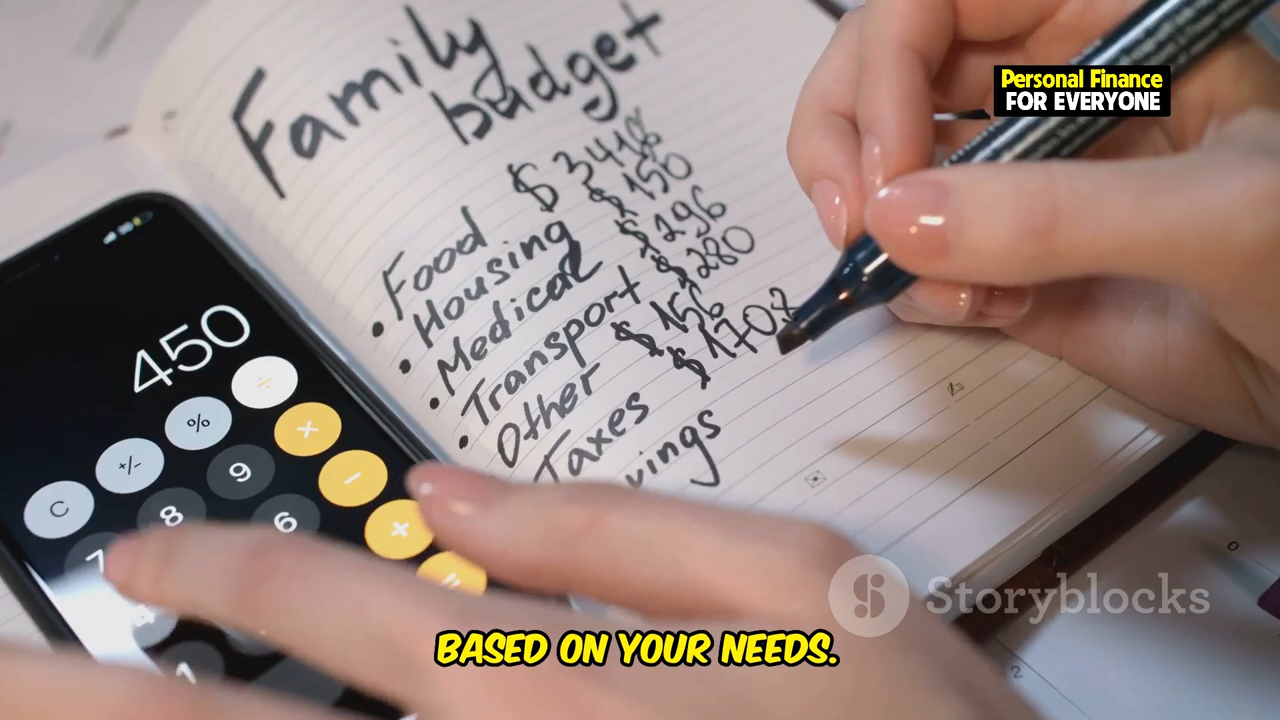 Personal Finance
FOR EVERYONE
Family
budget
Food $ 3418
• Housing $150
• Medical $296
• Transport $280
• Other $156
Taxes $1708
vings
450
C +/- % ÷
7 8 9 ×
6 −
1 +
Storyblocks
BASED ON YOUR NEEDS.